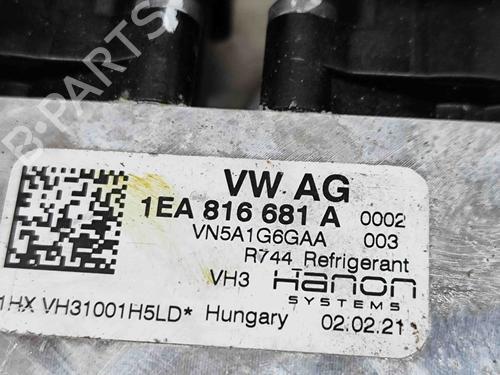 B-PARTS
VW AG
1EA 816 681 A 0002
VN5A1G6GAA 003
R744 Refrigerant
VH3 Hanon
SYSTEMS
1HX VH31001H5LD* Hungary 02.02.21